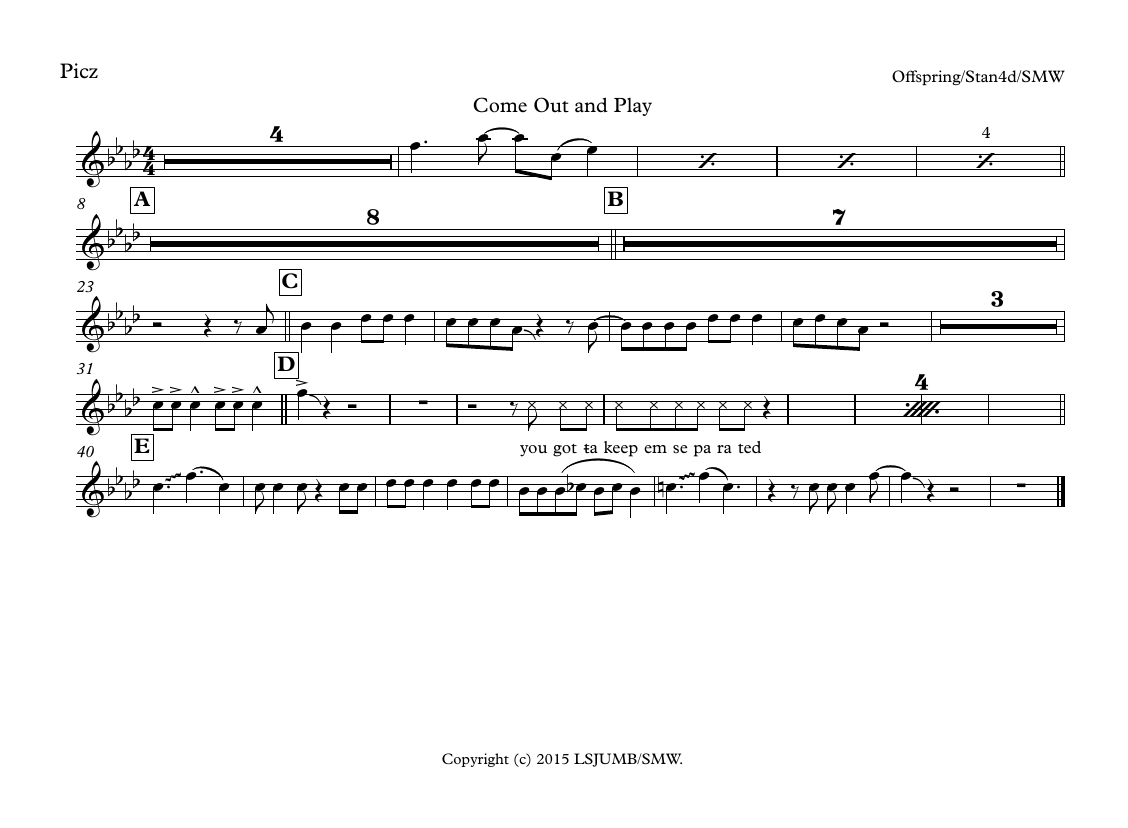 Picz
Offspring/Stan4d/SMW
Come Out and Play
4
4
8
A
B
8
7
23
C
3
31
D
4
you got ta keep em se pa ra ted
40
E
Copyright (c) 2015 LSJUMB/SMW.